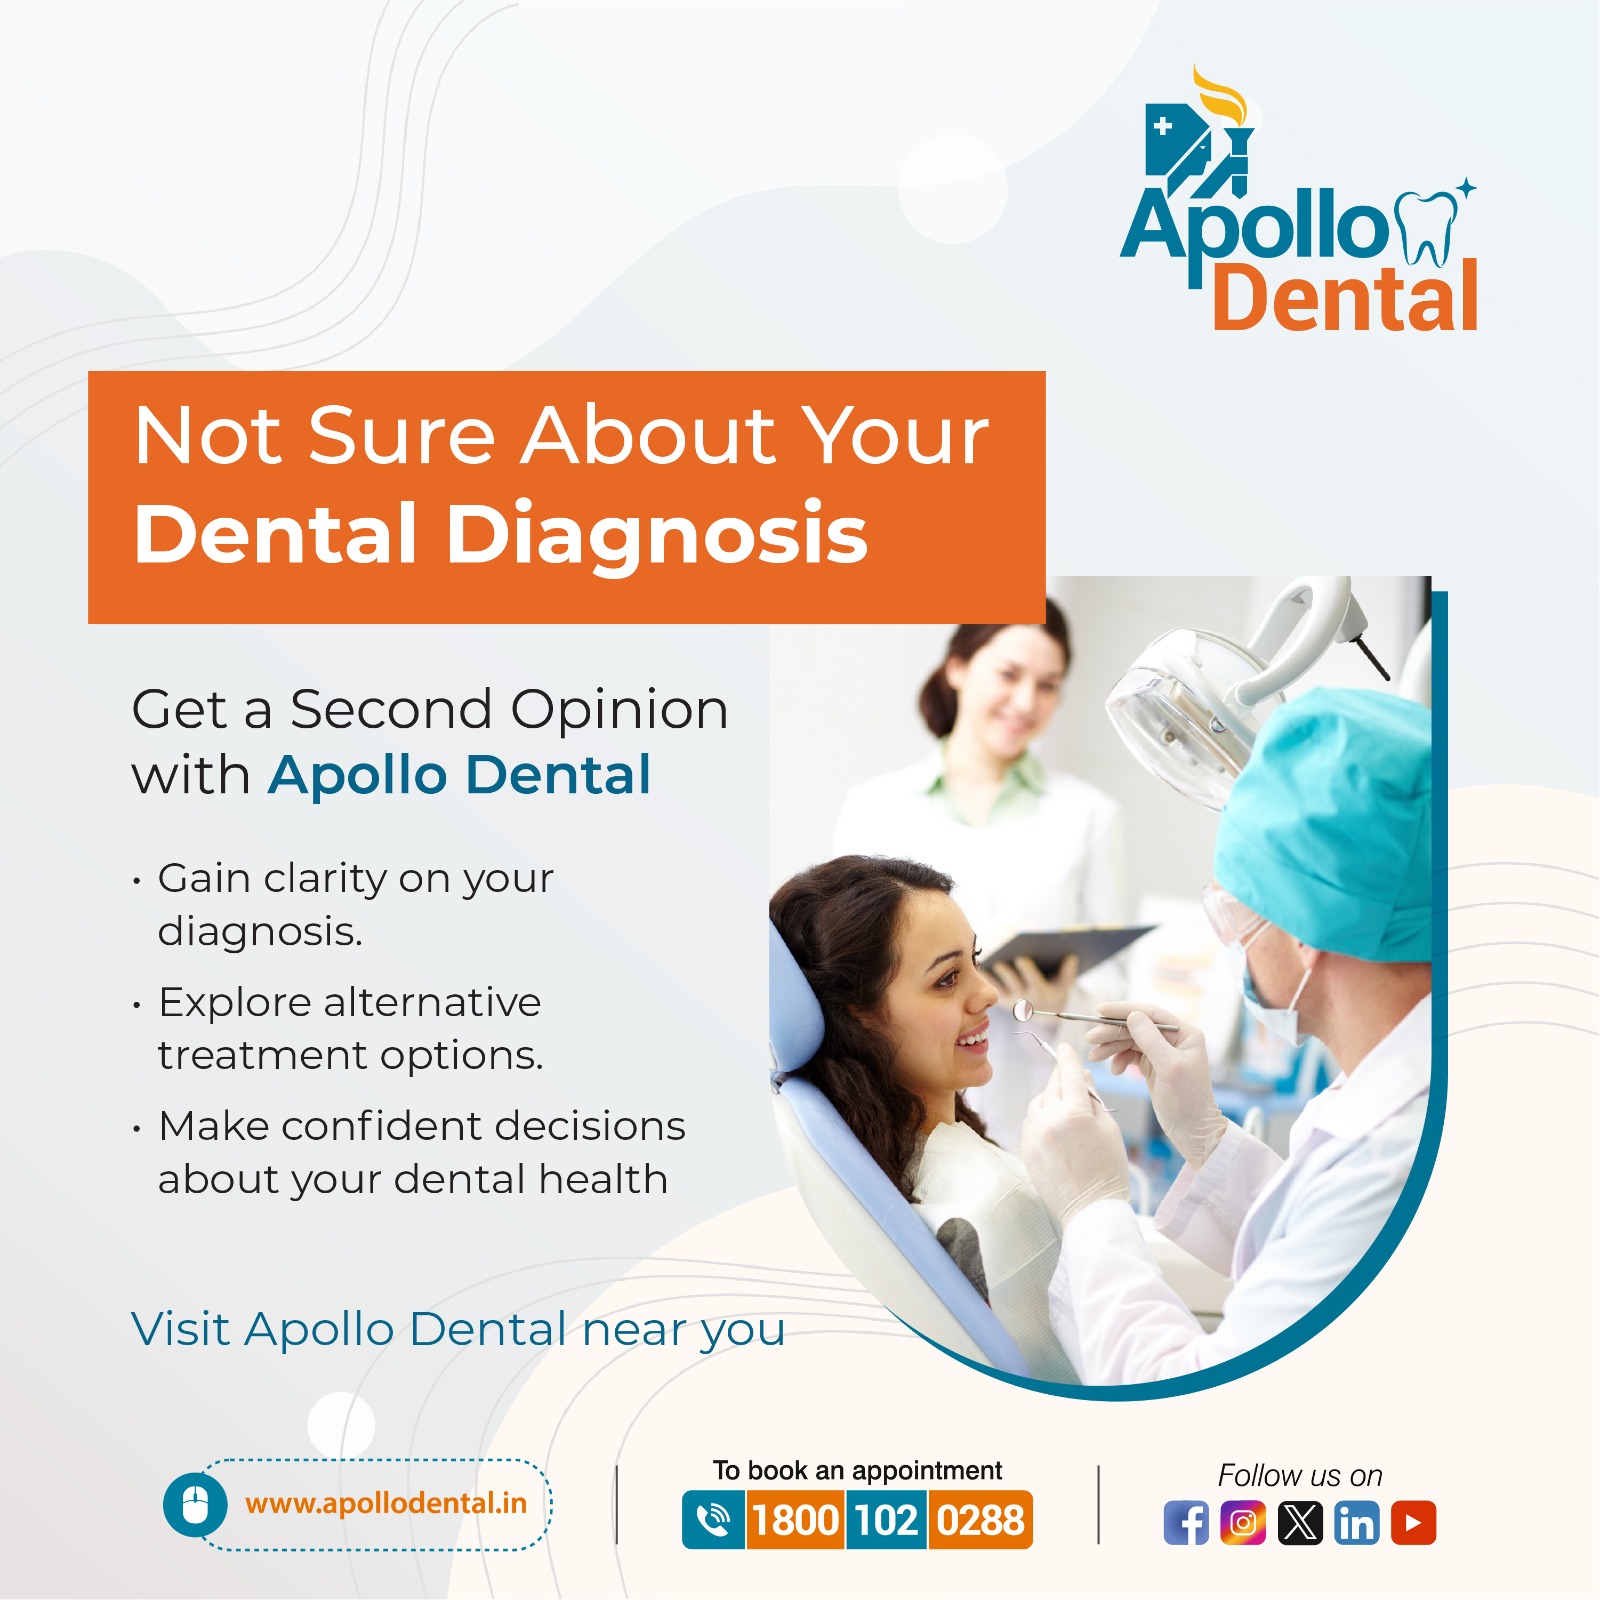 Apollo
Dental
Not Sure About Your
Dental Diagnosis
Get a Second Opinion
with Apollo Dental
• Gain clarity on your
diagnosis.
• Explore alternative
treatment options.
• Make confident decisions
about your dental health
Visit Apollo Dental near you
www.apollodental.in
To book an appointment
1800 102 0288
Follow us on